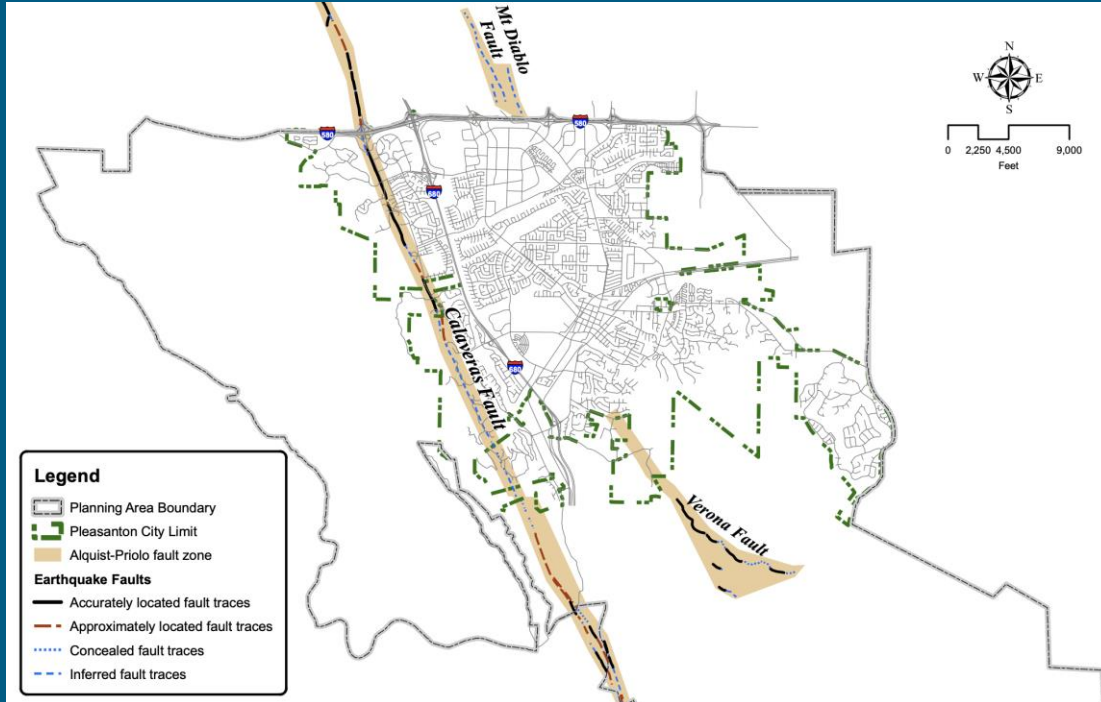 Mt Diablo
Fault
N
W E
S
0 2,250 4,500 9,000
Feet
580
580
680
Calaveras Fault
680
Verona Fault
Legend
Planning Area Boundary
Pleasanton City Limit
Alquist-Priolo fault zone
Earthquake Faults
Accurately located fault traces
Approximately located fault traces
Concealed fault traces
Inferred fault traces